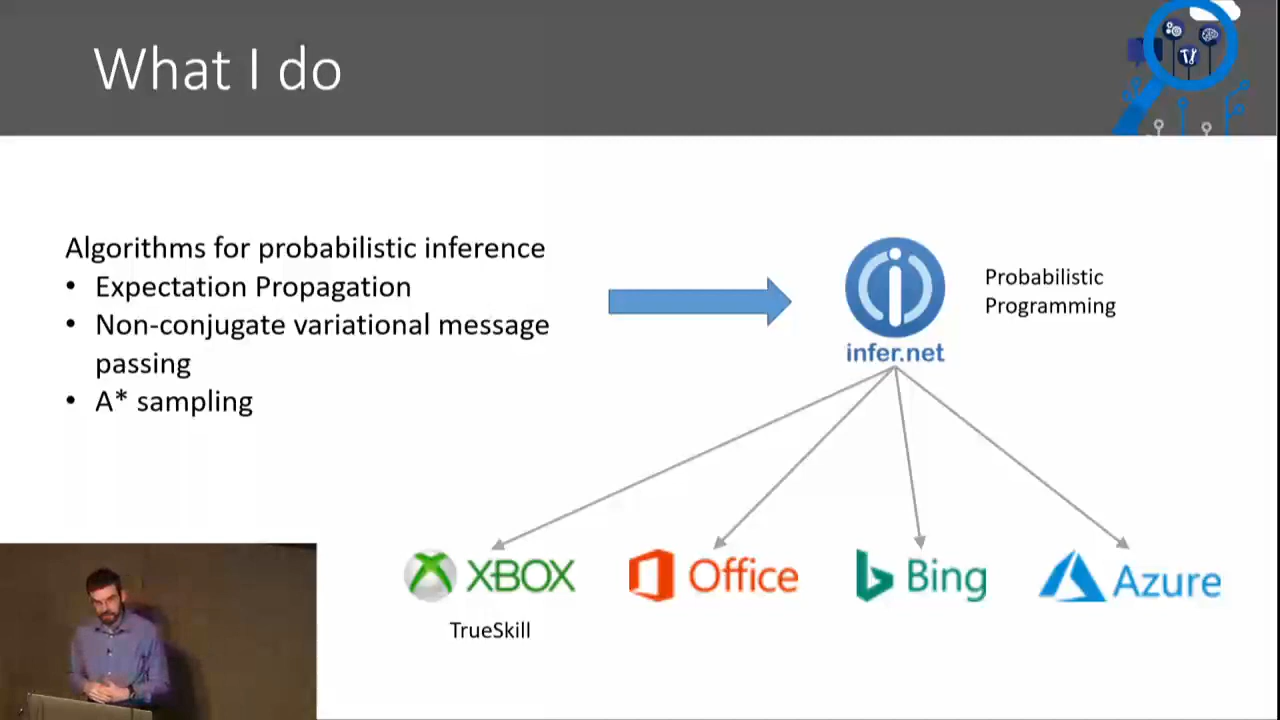 What I do
Algorithms for probabilistic inference
• Expectation Propagation
• Non-conjugate variational message
passing
• A* sampling
infer.net
Probabilistic
Programming
XBOX
Office
Bing
Azure
TrueSkill